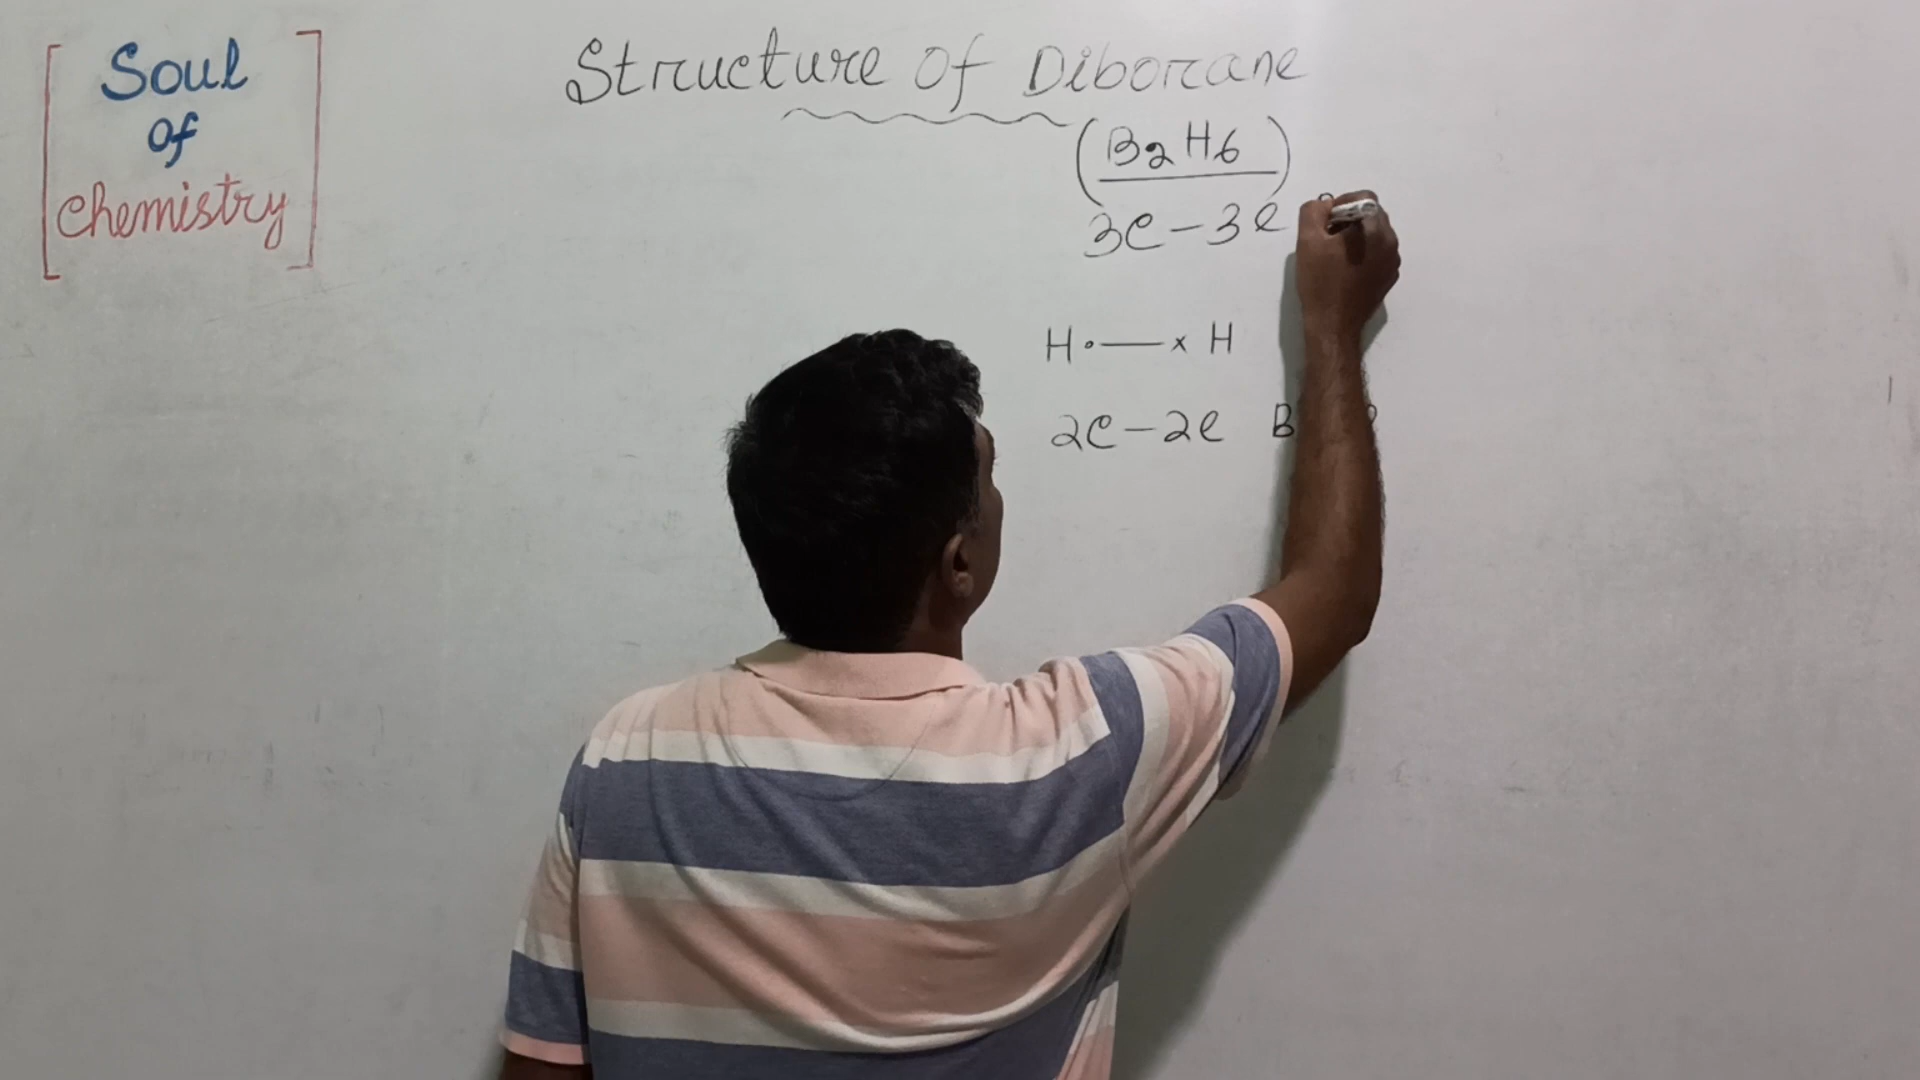 Soul
Of
Chemistry
Structure Of Diborane
(B2H6)
3c-3e
H•—x H
2c-2e